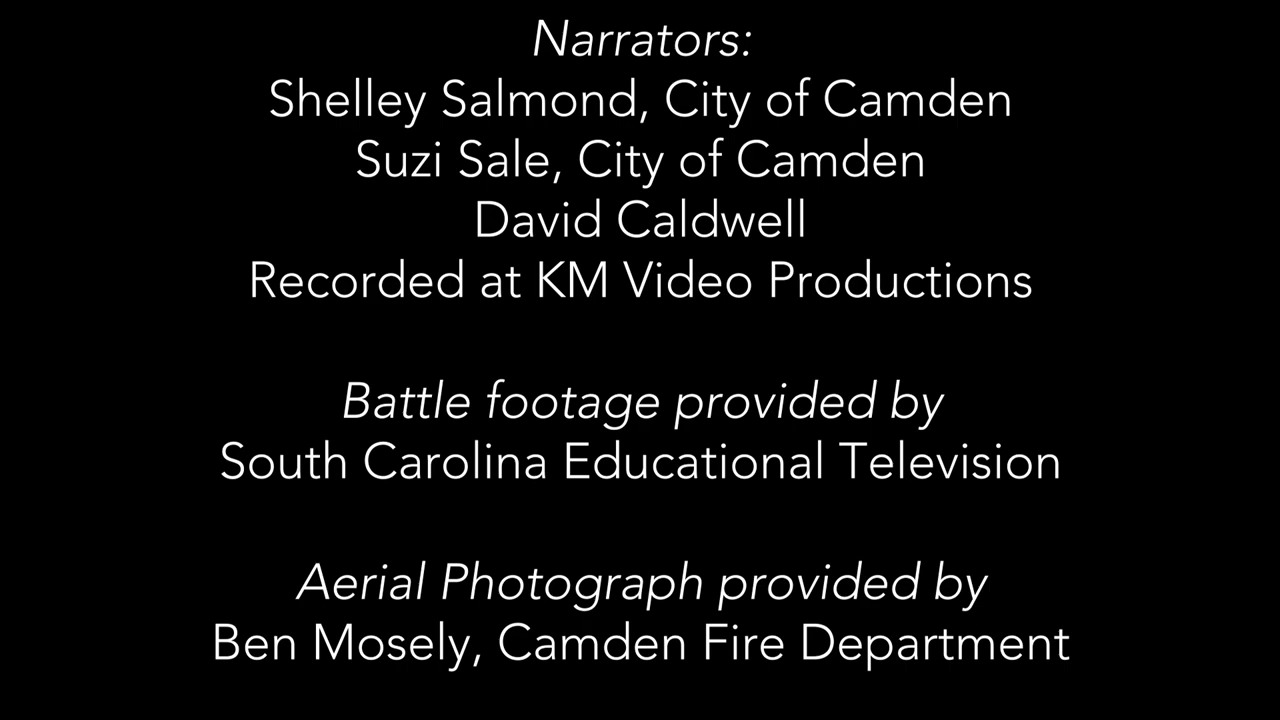 Narrators:
Shelley Salmond, City of Camden
Suzi Sale, City of Camden
David Caldwell
Recorded at KM Video Productions
Battle footage provided by
South Carolina Educational Television
Aerial Photograph provided by
Ben Mosely, Camden Fire Department